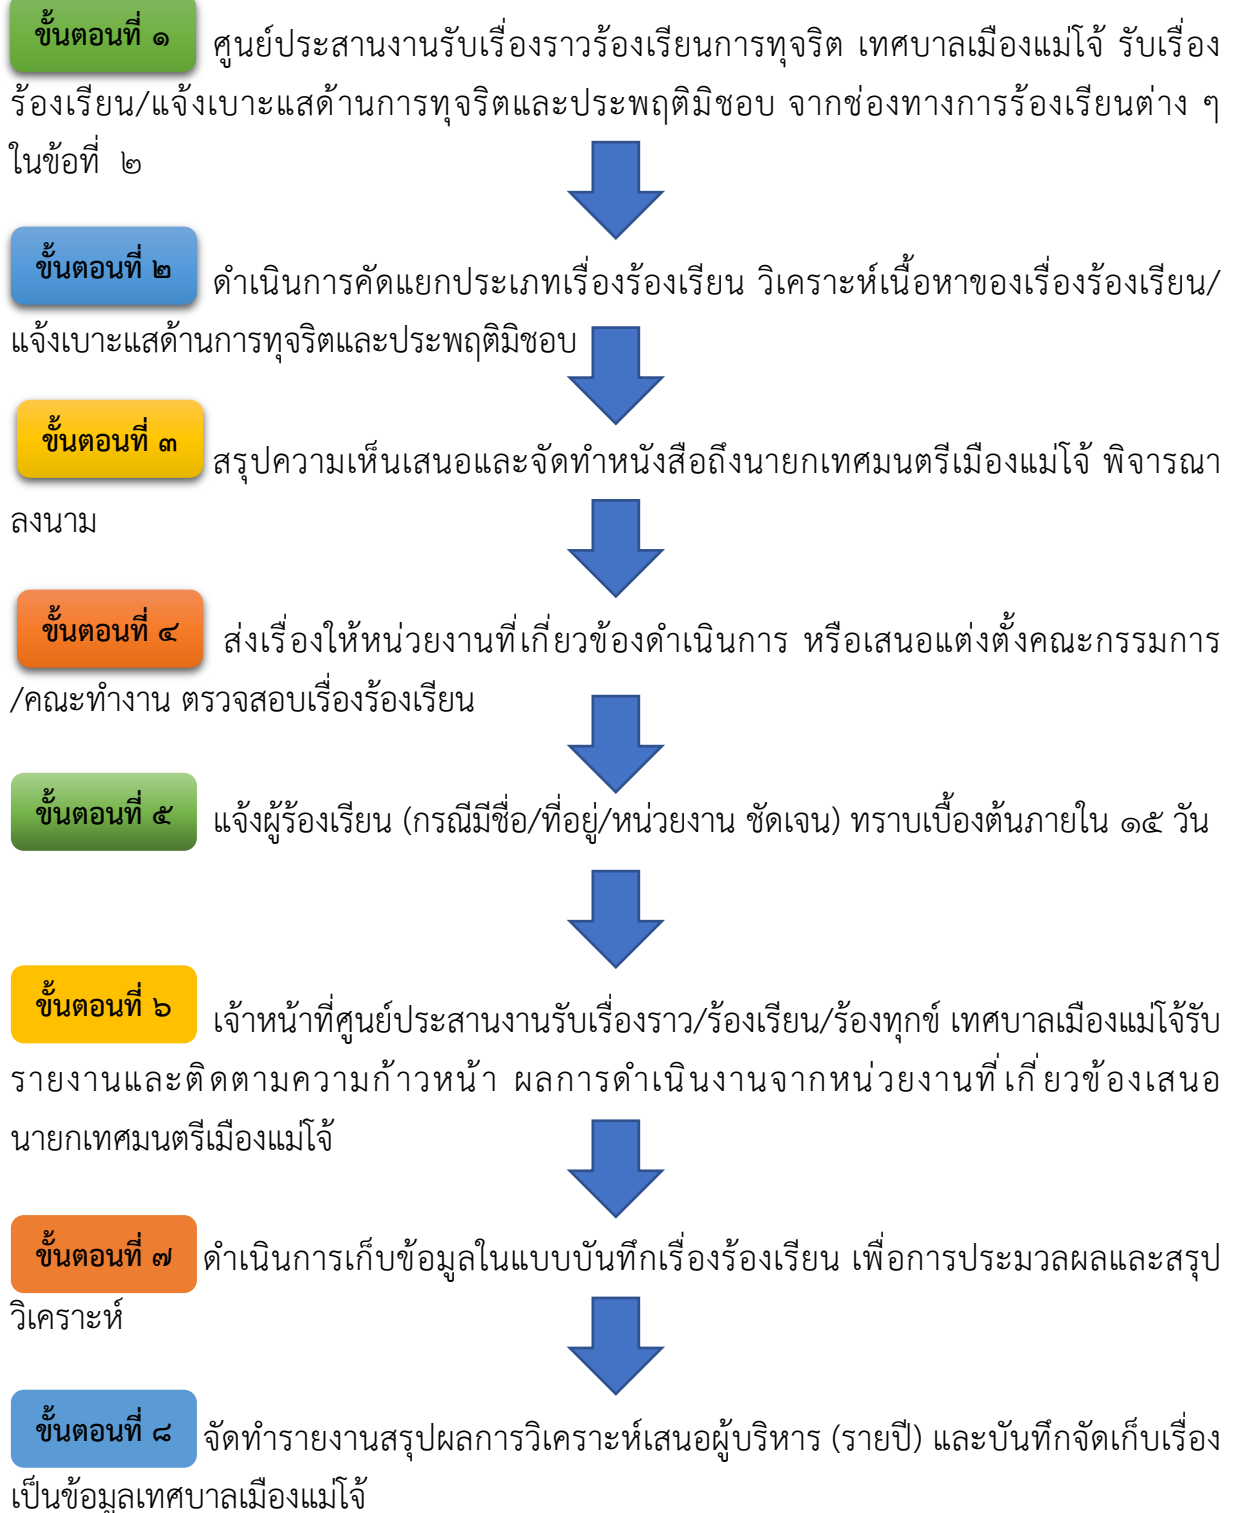 ขั้นตอนที่ ๑ ศูนย์ประสานงานรับเรื่องราวร้องเรียนการทุจริต เทศบาลเมืองแม่โจ้ รับเรื่อง
ร้องเรียน/แจ้งเบาะแสด้านการทุจริตและประพฤติมิชอบ จากช่องทางการร้องเรียนต่าง ๆ
ในข้อที่ ๒
ขั้นตอนที่ ๒ ดำเนินการคัดแยกประเภทเรื่องร้องเรียน วิเคราะห์เนื้อหาของเรื่องร้องเรียน/
แจ้งเบาะแสด้านการทุจริตและประพฤติมิชอบ
ขั้นตอนที่ ๓ สรุปความเห็นเสนอและจัดทำหนังสือถึงนายกเทศมนตรีเมืองแม่โจ้ พิจารณา
ลงนาม
ขั้นตอนที่ ๔ ส่งเรื่องให้หน่วยงานที่เกี่ยวข้องดำเนินการ หรือเสนอแต่งตั้งคณะกรรมการ
/คณะทำงาน ตรวจสอบเรื่องร้องเรียน
ขั้นตอนที่ ๕ แจ้งผู้ร้องเรียน (กรณีมีชื่อ/ที่อยู่/หน่วยงาน ชัดเจน) ทราบเบื้องต้นภายใน ๑๕ วัน
ขั้นตอนที่ ๖ เจ้าหน้าที่ศูนย์ประสานงานรับเรื่องราว/ร้องเรียน/ร้องทุกข์ เทศบาลเมืองแม่โจ้รับ
รายงานและติดตามความก้าวหน้า ผลการดำเนินงานจากหน่วยงานที่เกี่ยวข้องเสนอ
นายกเทศมนตรีเมืองแม่โจ้
ขั้นตอนที่ ๗ ดำเนินการเก็บข้อมูลในแบบบันทึกเรื่องร้องเรียน เพื่อการประมวลผลและสรุป
วิเคราะห์
ขั้นตอนที่ ๘ จัดทำรายงานสรุปผลการวิเคราะห์เสนอผู้บริหาร (รายปี) และบันทึกจัดเก็บเรื่อง
เป็นข้อมูลเทศบาลเมืองแม่โจ้